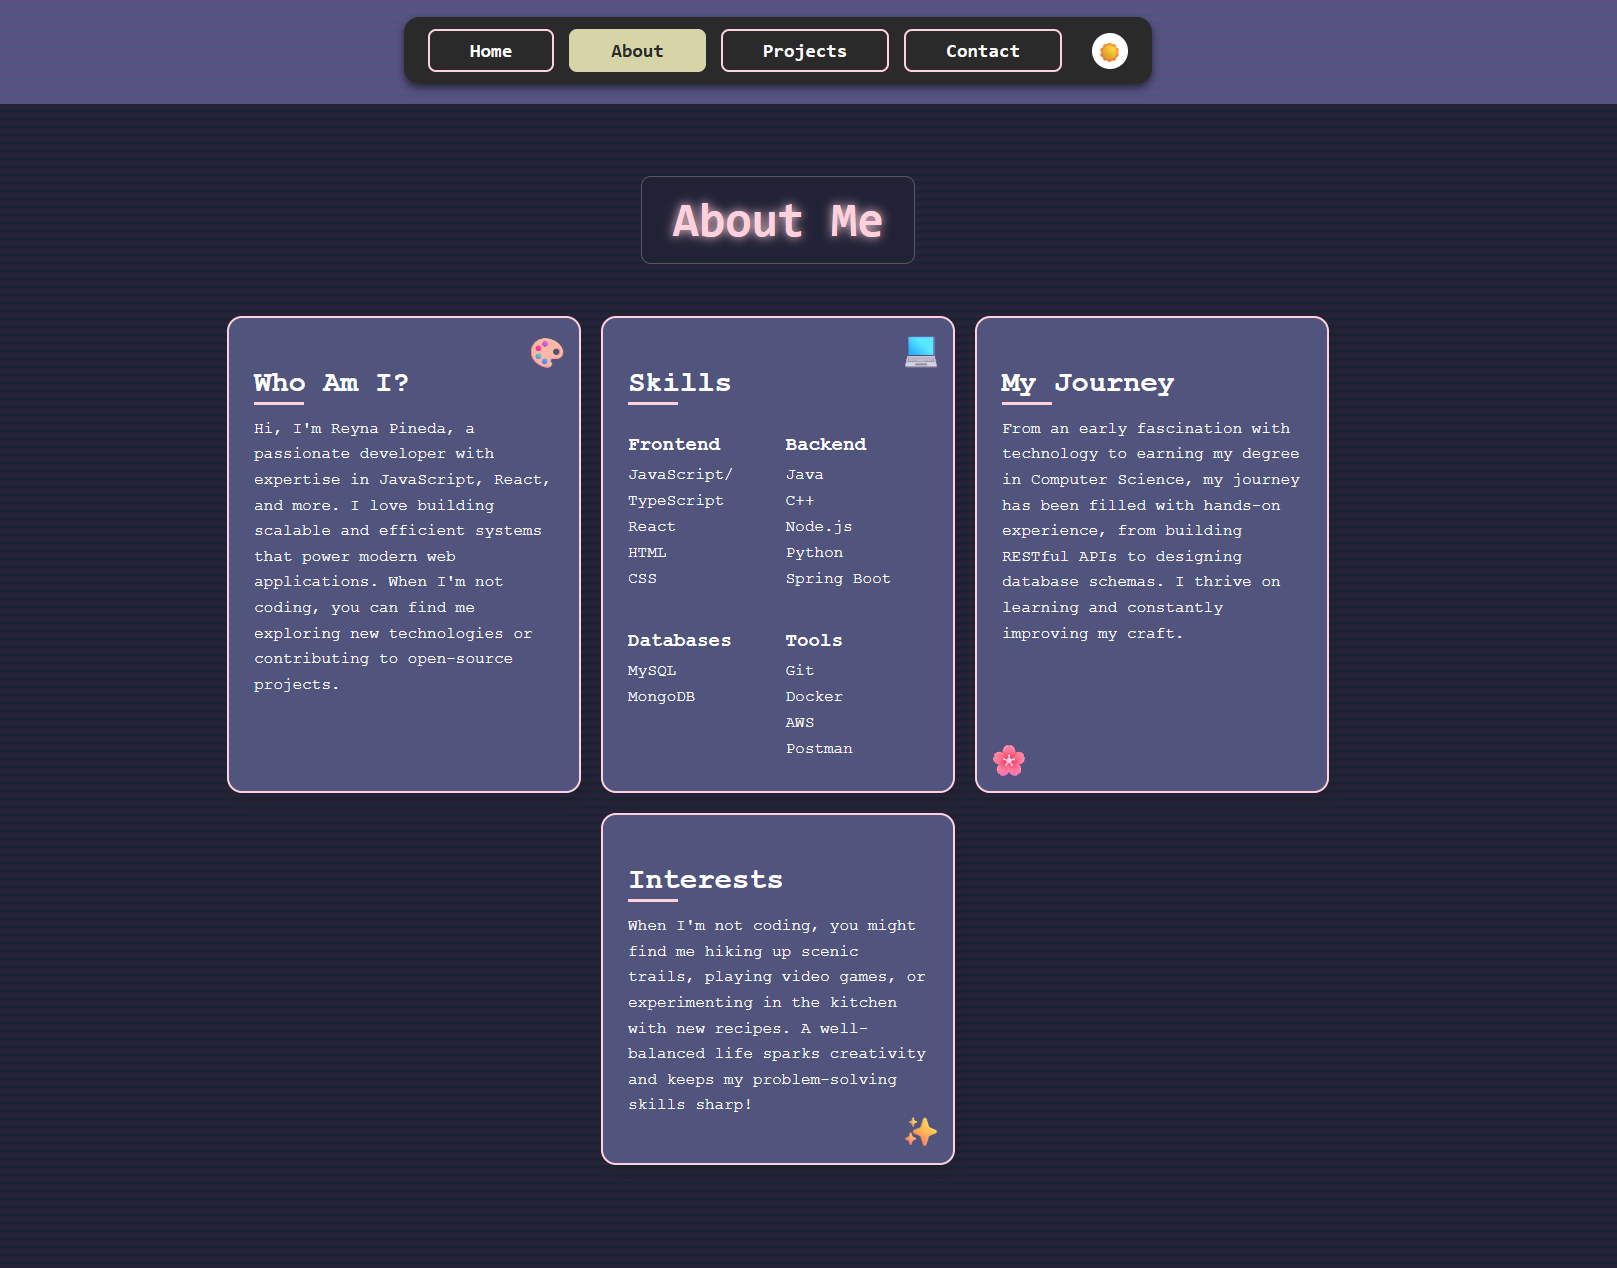 Home About Projects Contact
About Me
Who Am I?
Hi, I'm Reyna Pineda, a
passionate developer with
expertise in JavaScript, React,
and more. I love building
scalable and efficient systems
that power modern web
applications. When I'm not
coding, you can find me
exploring new technologies or
contributing to open-source
projects.
Skills
Frontend
JavaScript/
TypeScript
React
HTML
CSS
Backend
Java
C++
Node.js
Python
Spring Boot
Databases
MySQL
MongoDB
Tools
Git
Docker
AWS
Postman
My Journey
From an early fascination with
technology to earning my degree
in Computer Science, my journey
has been filled with hands-on
experience, from building
RESTful APIs to designing
database schemas. I thrive on
learning and constantly
improving my craft.
Interests
When I'm not coding, you might
find me hiking up scenic
trails, playing video games, or
experimenting in the kitchen
with new recipes. A well-
balanced life sparks creativity
and keeps my problem-solving
skills sharp!